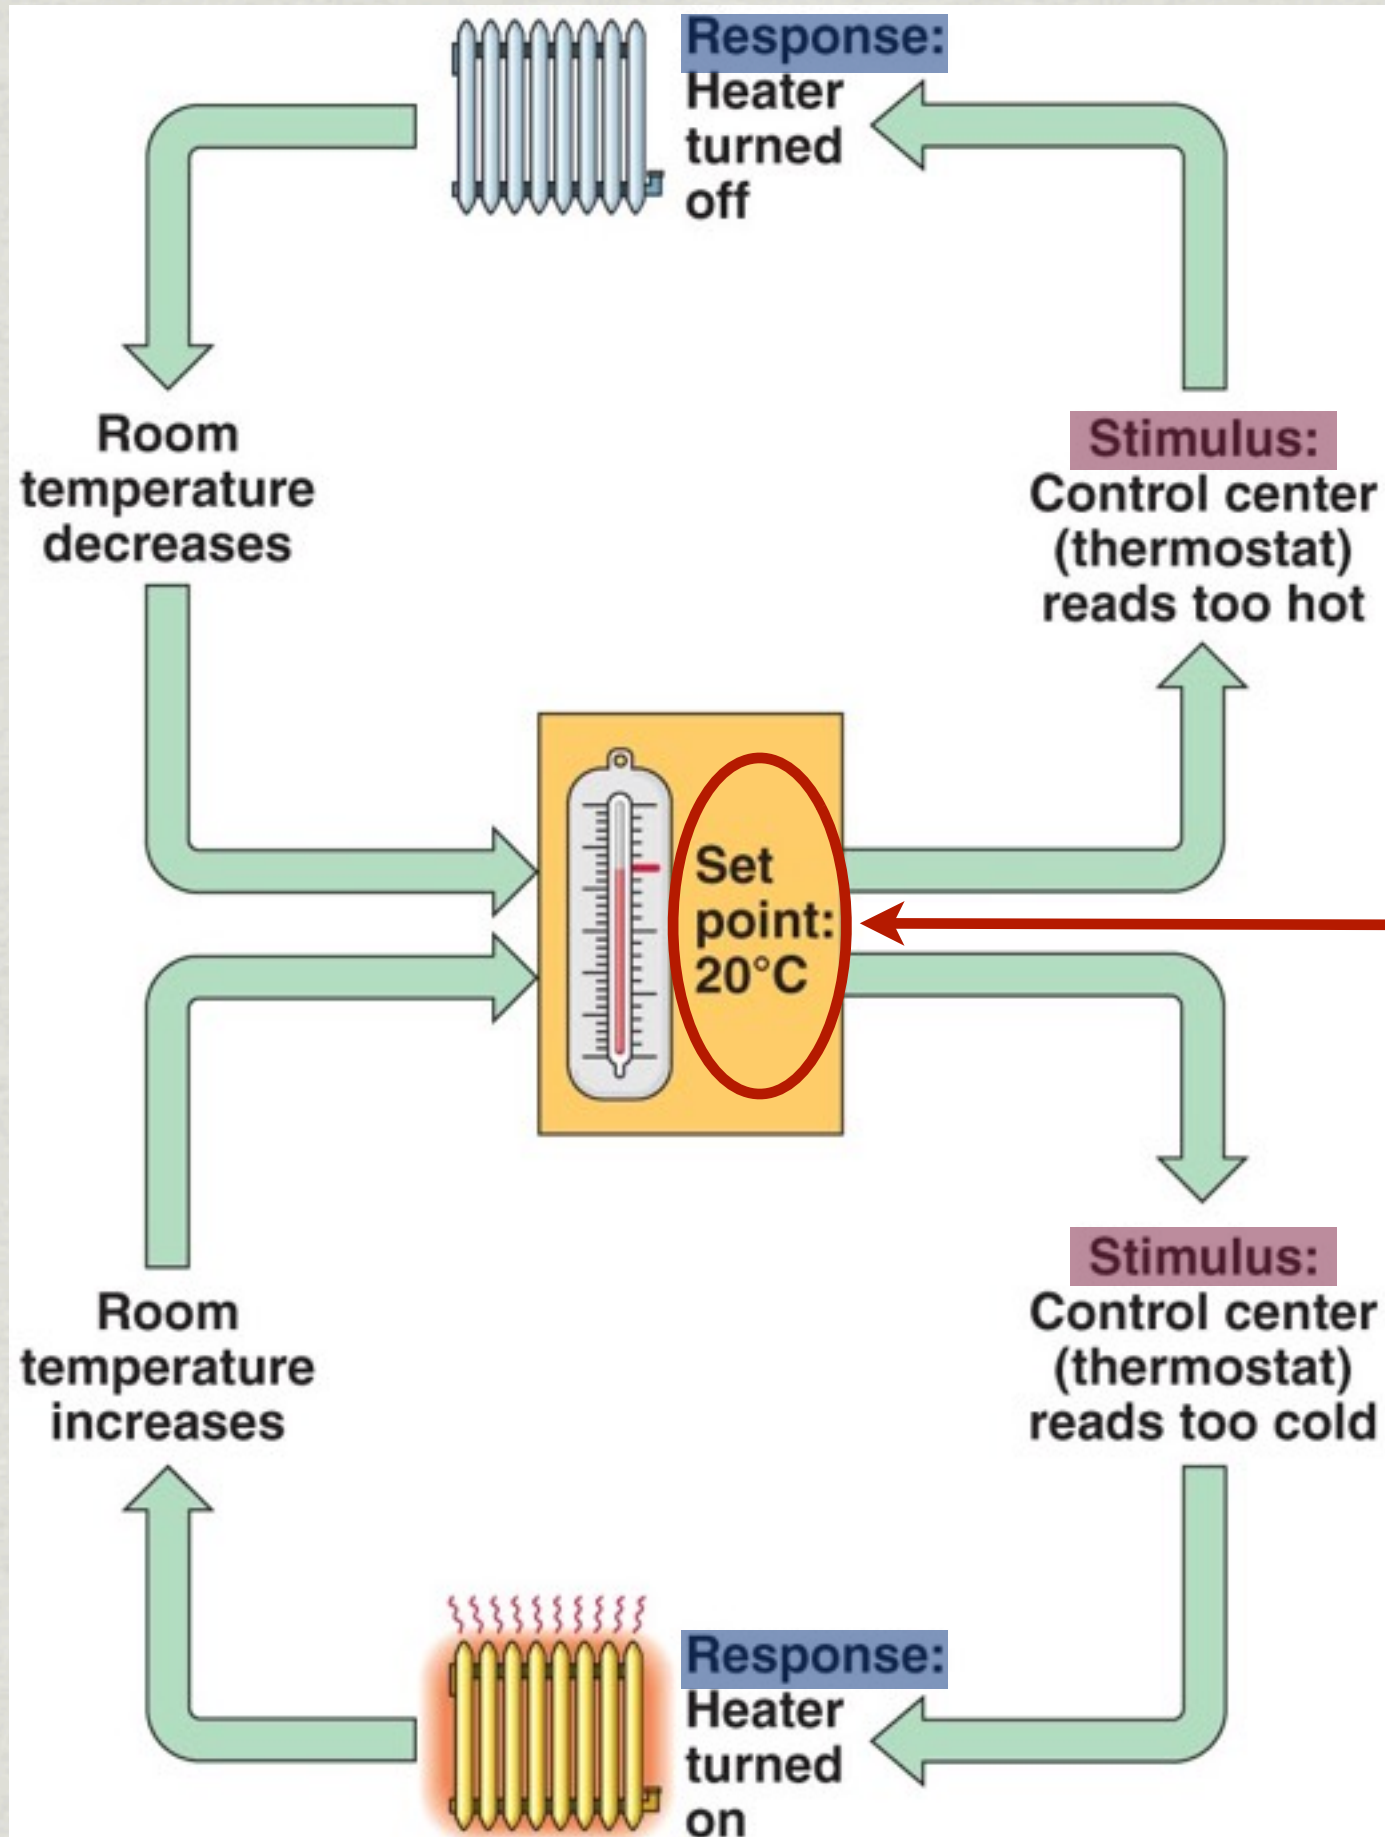 Response:
Heater
turned
off
Room
temperature
decreases
Stimulus:
Control center
(thermostat)
reads too hot
Set
point:
20°C
Room
temperature
increases
Stimulus:
Control center
(thermostat)
reads too cold
Response:
Heater
turned
on